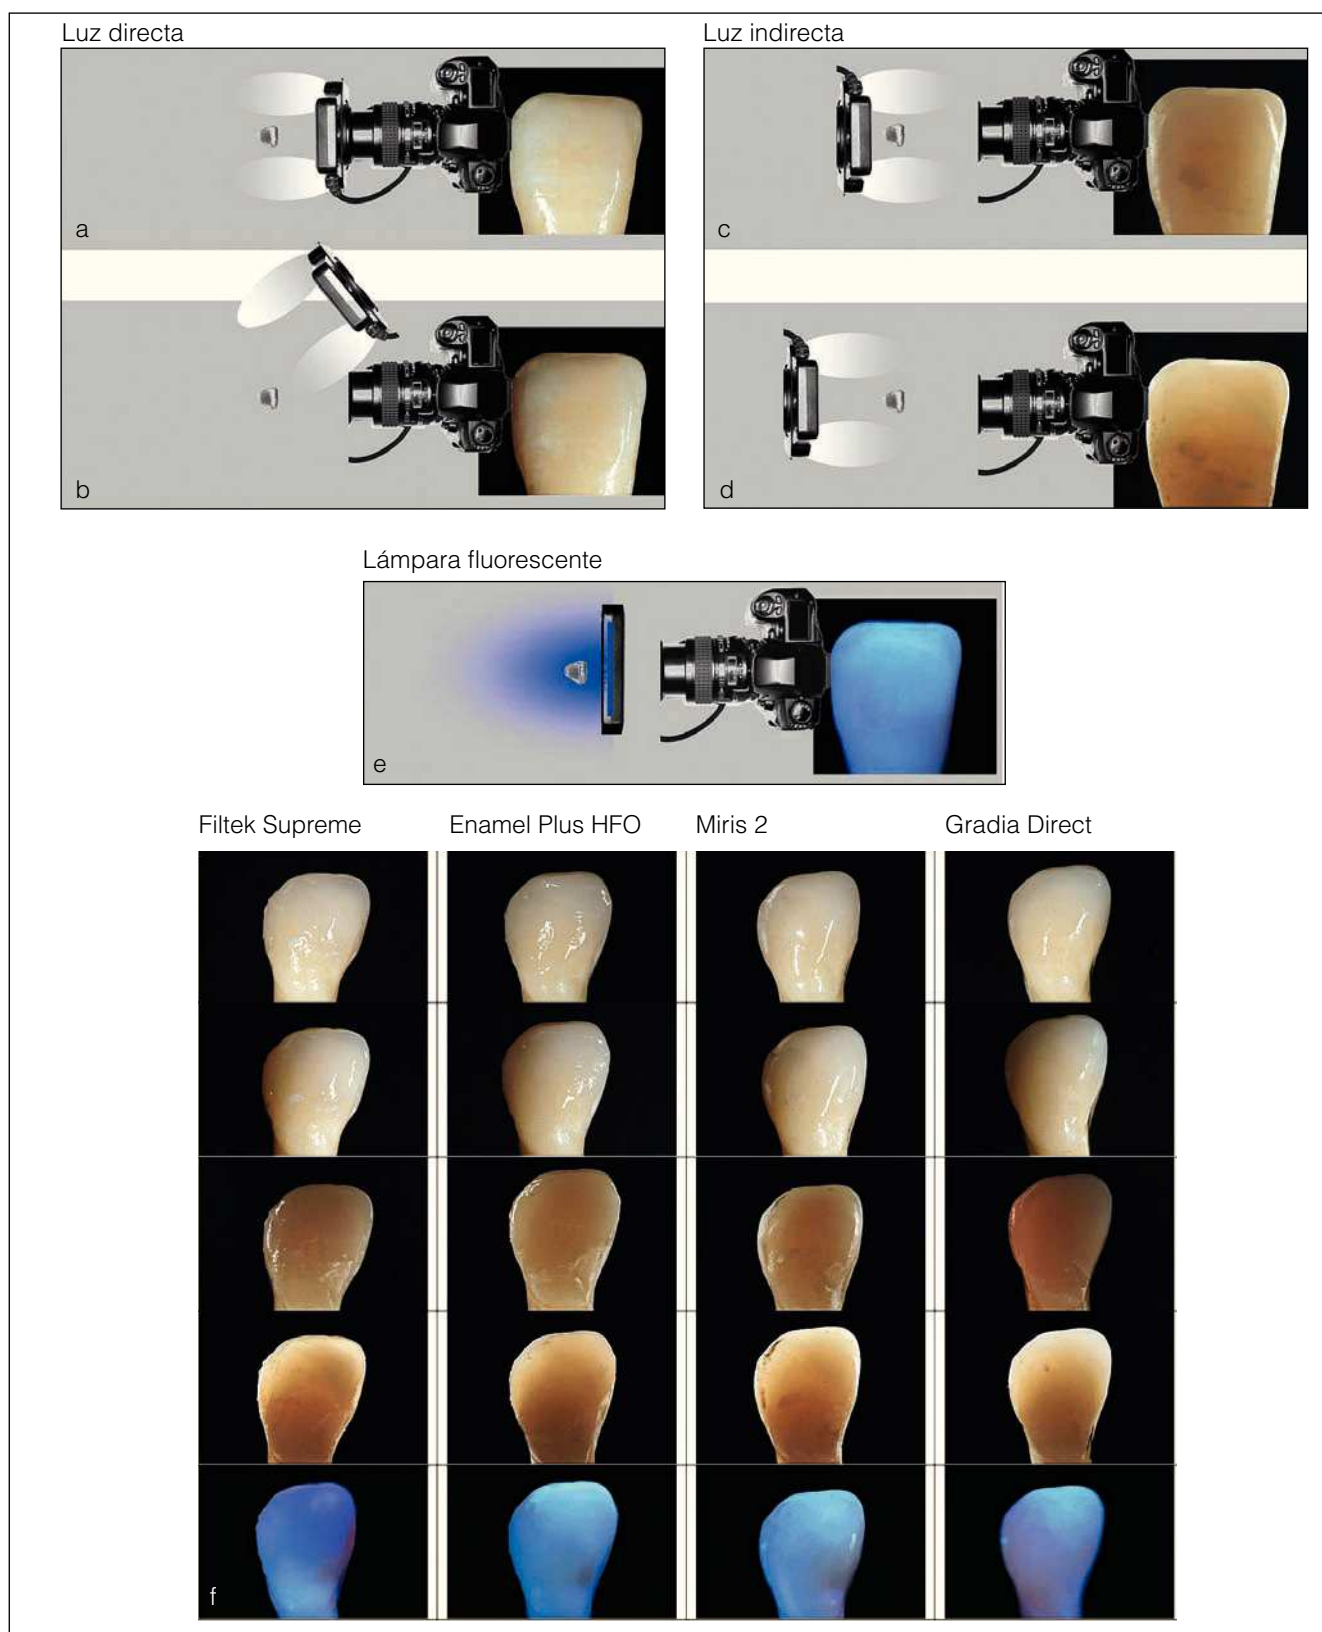 Luz directa
Luz indirecta
a
b
c
d
Lámpara fluorescente
e
Filtek Supreme
Enamel Plus HFO
Miris 2
Gradia Direct
f